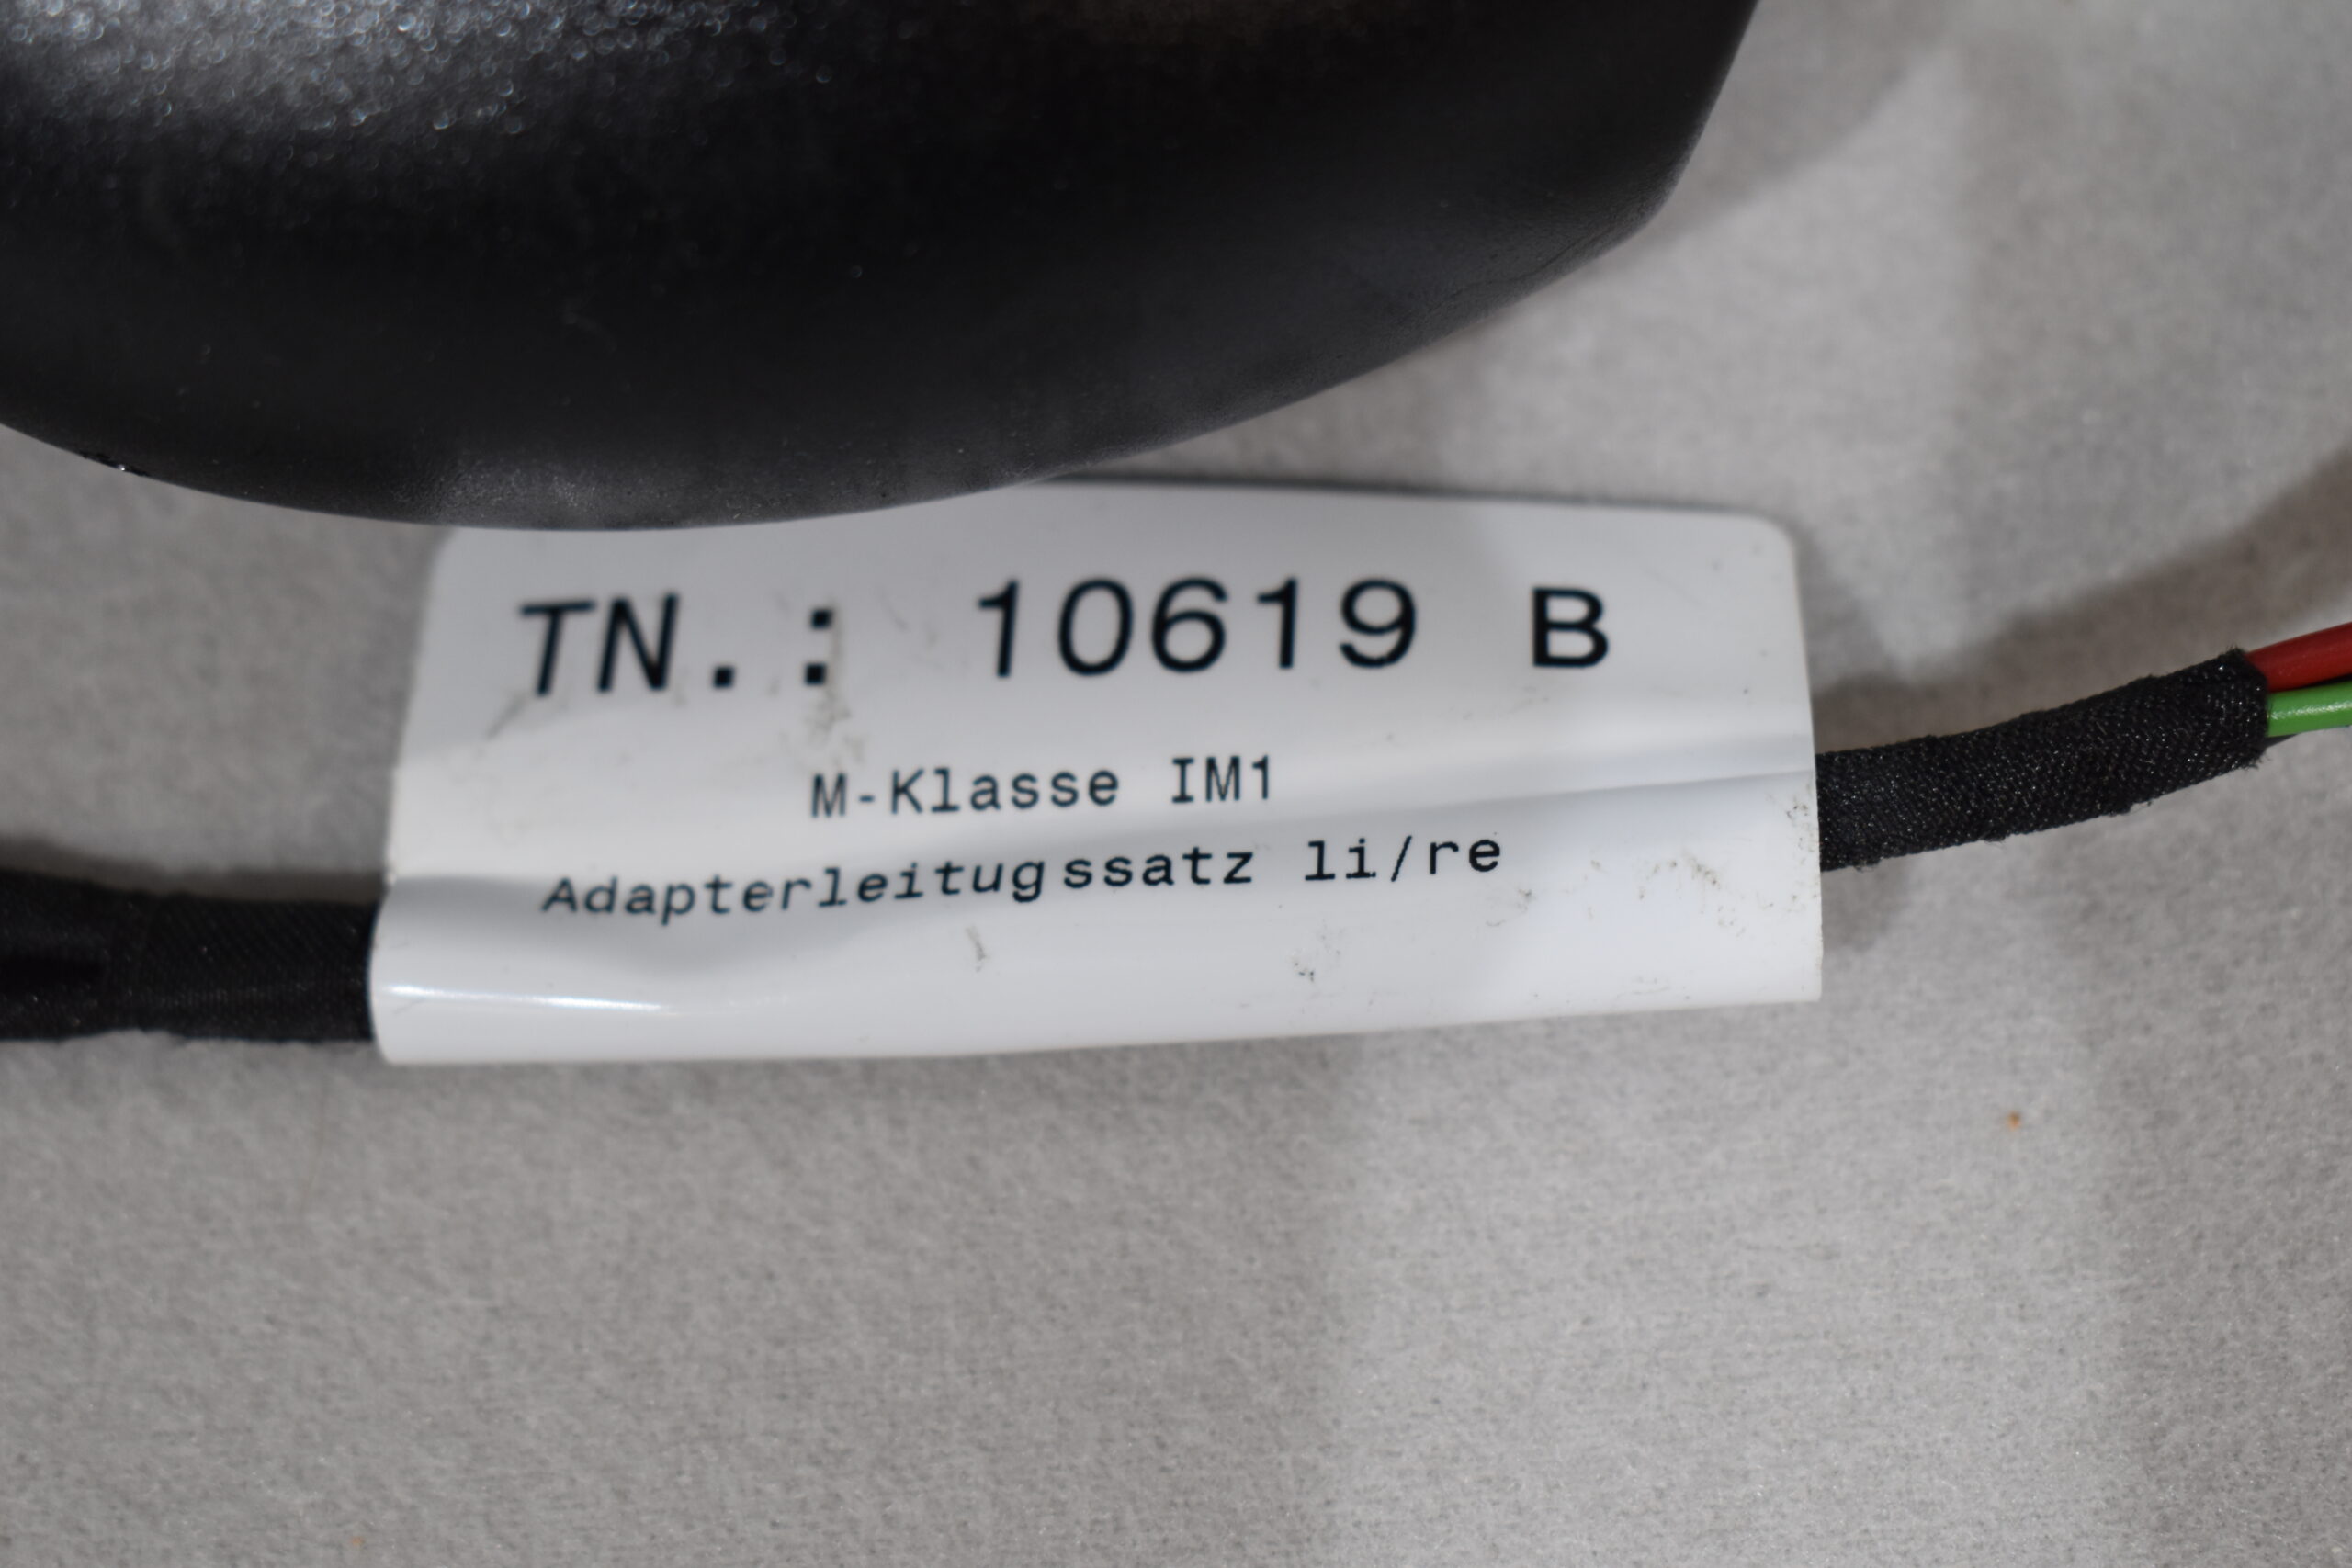 TN.: 10619 B
M-Klasse IM1
Adapterleitugssatz li/re